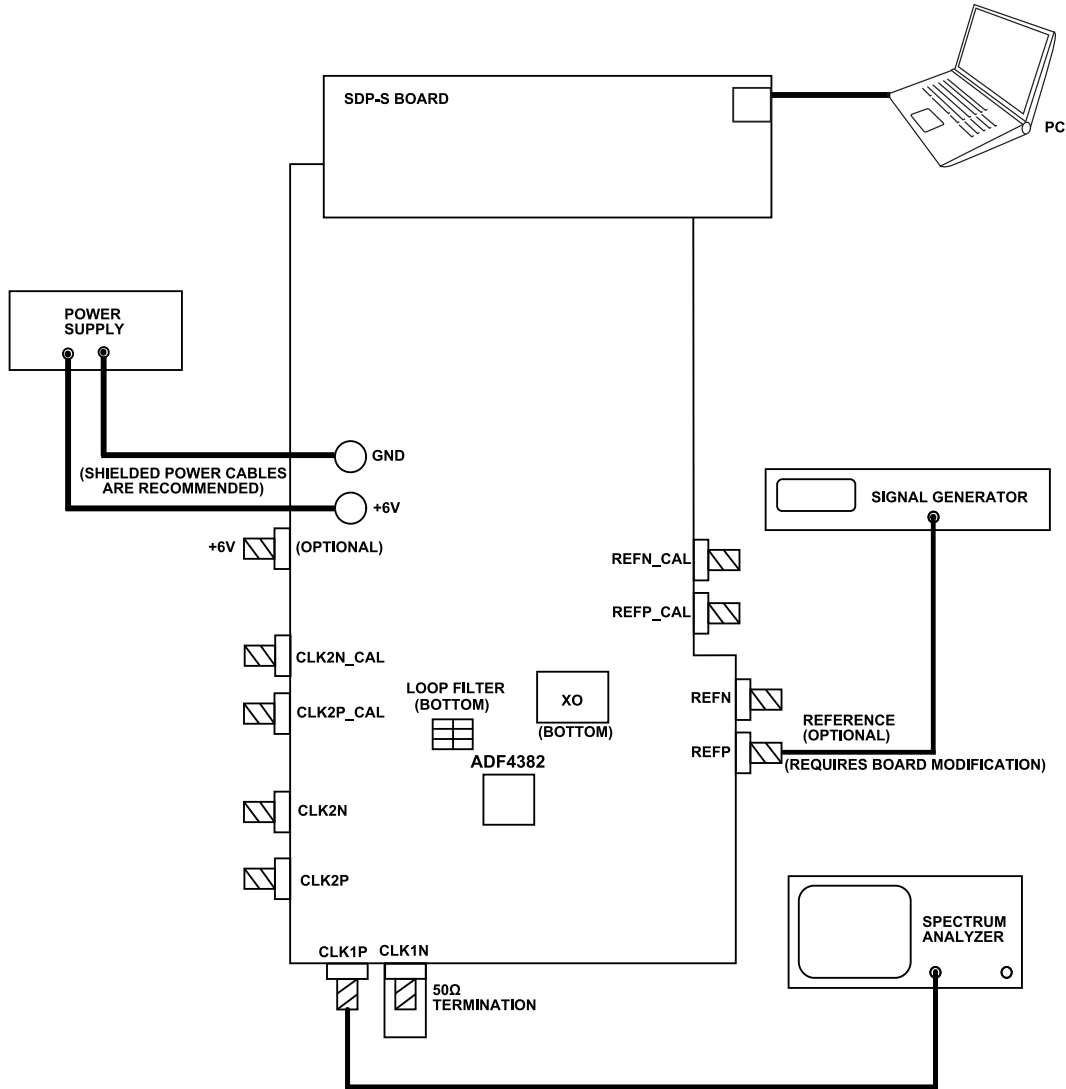 SDP-S BOARD
PC
POWER
SUPPLY
GND
(SHIELDED POWER CABLES
ARE RECOMMENDED)
+6V
+6V
(OPTIONAL)
SIGNAL GENERATOR
REFN_CAL
REFP_CAL
CLK2N_CAL
CLK2P_CAL
LOOP FILTER
(BOTTOM)
XO
(BOTTOM)
REFN
REFP
REFERENCE
(OPTIONAL)
(REQUIRES BOARD MODIFICATION)
ADF4382
CLK2N
CLK2P
SPECTRUM
ANALYZER
CLK1P
CLK1N
50Ω
TERMINATION